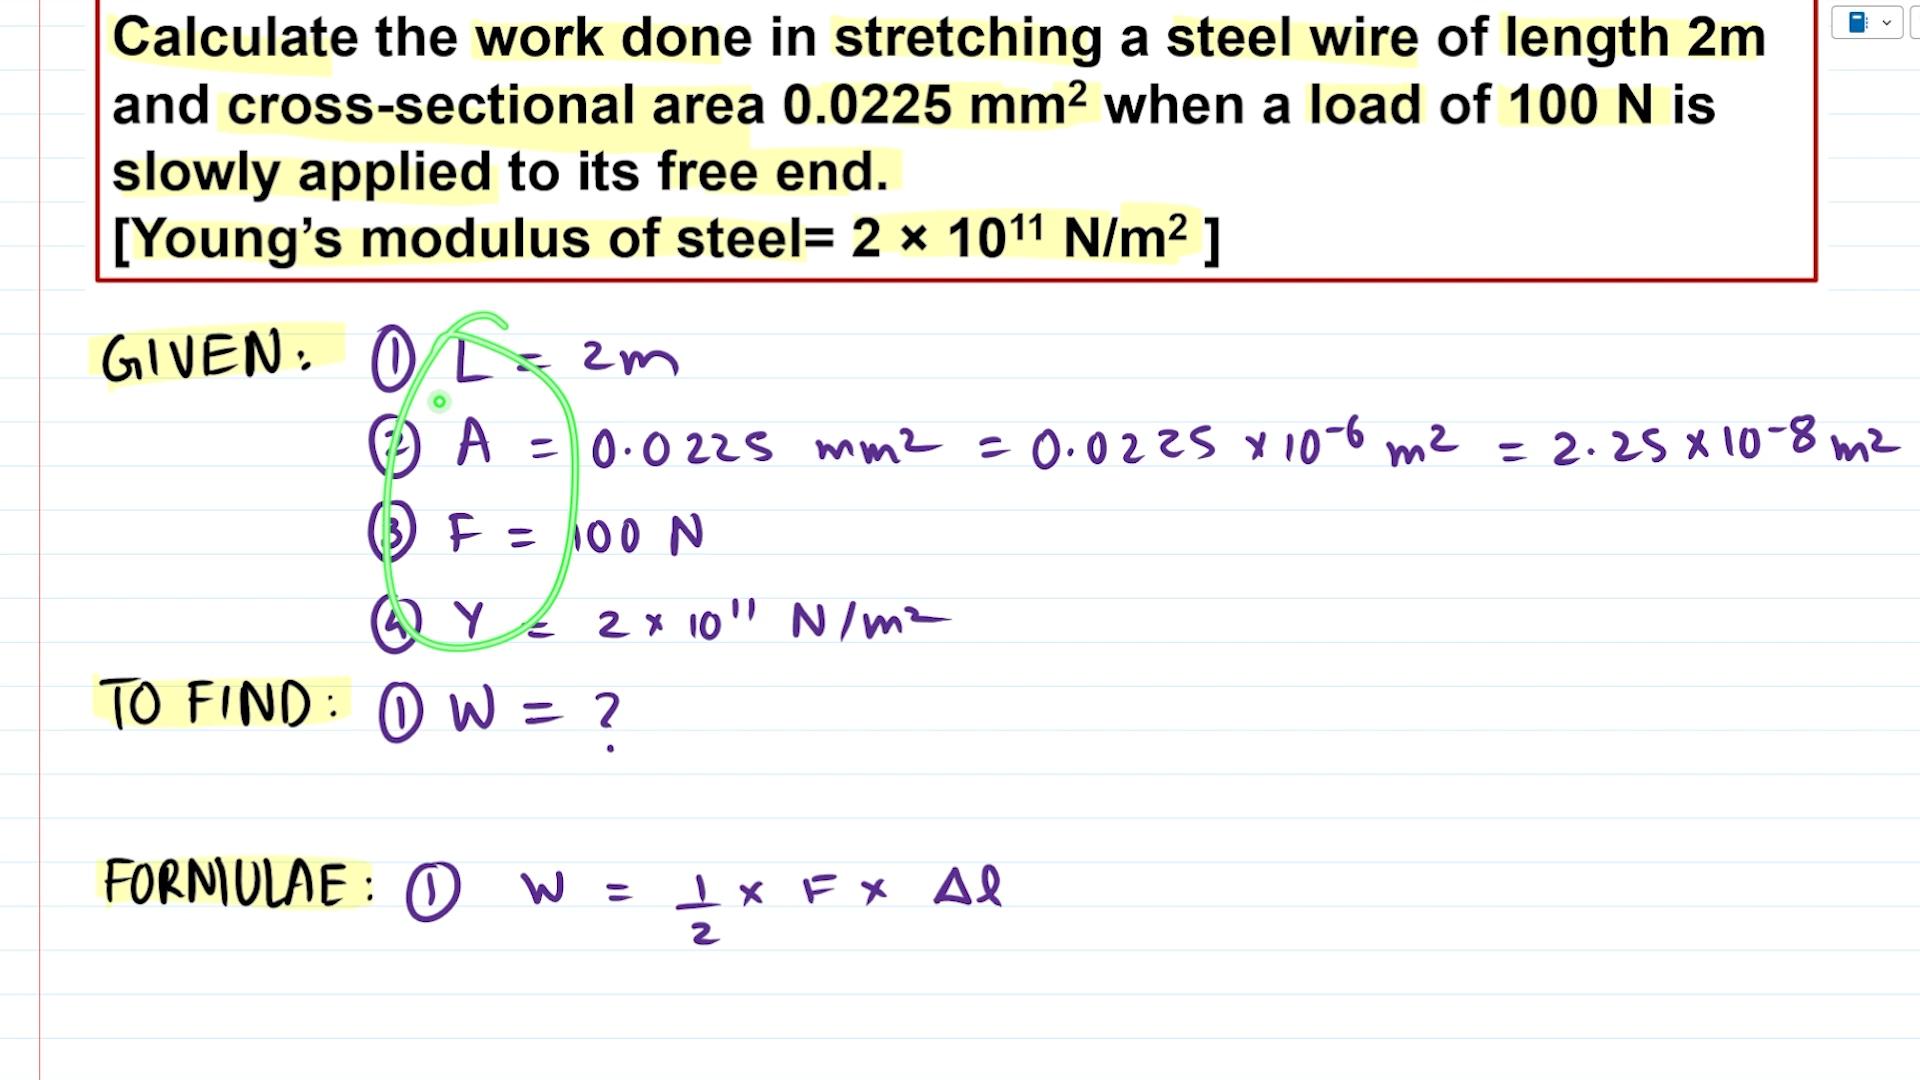 Calculate the work done in stretching a steel wire of length 2m
and cross-sectional area 0.0225 mm² when a load of 100 N is
slowly applied to its free end.
[Young’s modulus of steel= 2 × 10¹¹ N/m² ]
GIVEN: ① L = 2m
② A = 0.0225 mm² = 0.0225 × 10⁻⁶ m² = 2.25 × 10⁻⁸ m²
③ F = 100 N
④ Y = 2 × 10¹¹ N/m²
TO FIND: ① W = ?
FORMULAE: ① W = 1/2 × F × Δl